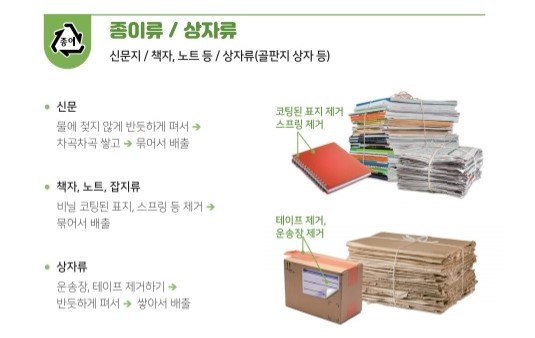 종이
종이류 / 상자류
신문지 / 책자, 노트 등 / 상자류(골판지 상자 등)
• 신문
물에 젖지 않게 반듯하게 펴서 →
차곡차곡 쌓고 → 묶어서 배출
• 책자, 노트, 잡지류
비닐 코팅된 표지, 스프링 등 제거 →
묶어서 배출
• 상자류
운송장, 테이프 제거하기 →
반듯하게 펴서 → 쌓아서 배출
코팅된 표지 제거
스프링 제거
테이프 제거,
운송장 제거